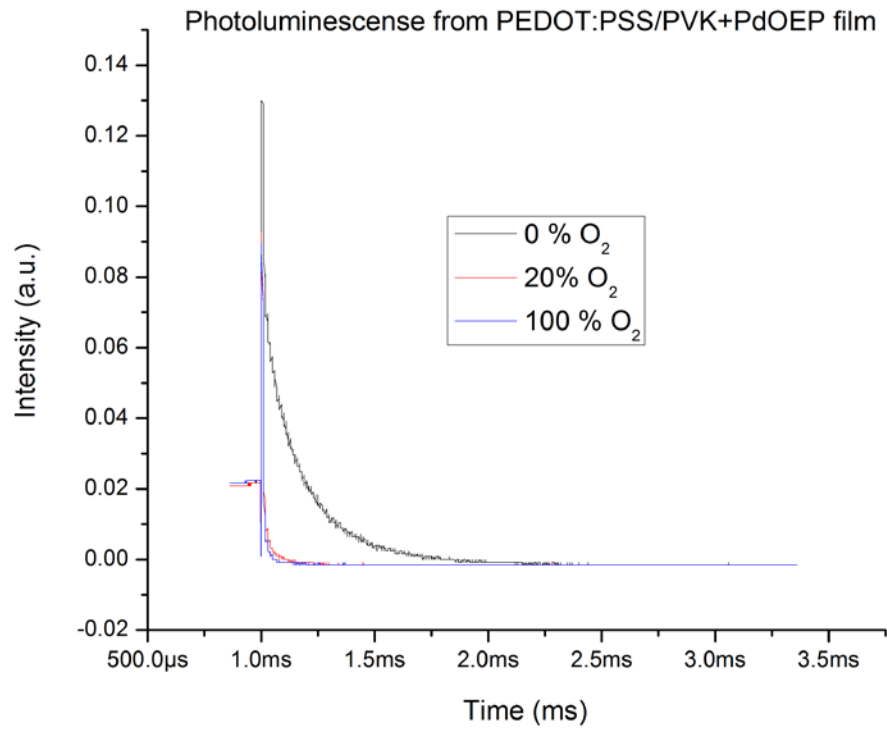 Photoluminescense from PEDOT:PSS/PVK+PdOEP film
0.14
0.12
0.10
0.08
0.06
0.04
0.02
0.00
-0.02
Intensity (a.u.)
0 % O₂
20% O₂
100 % O₂
500.0µs 1.0ms 1.5ms 2.0ms 2.5ms 3.0ms 3.5ms
Time (ms)